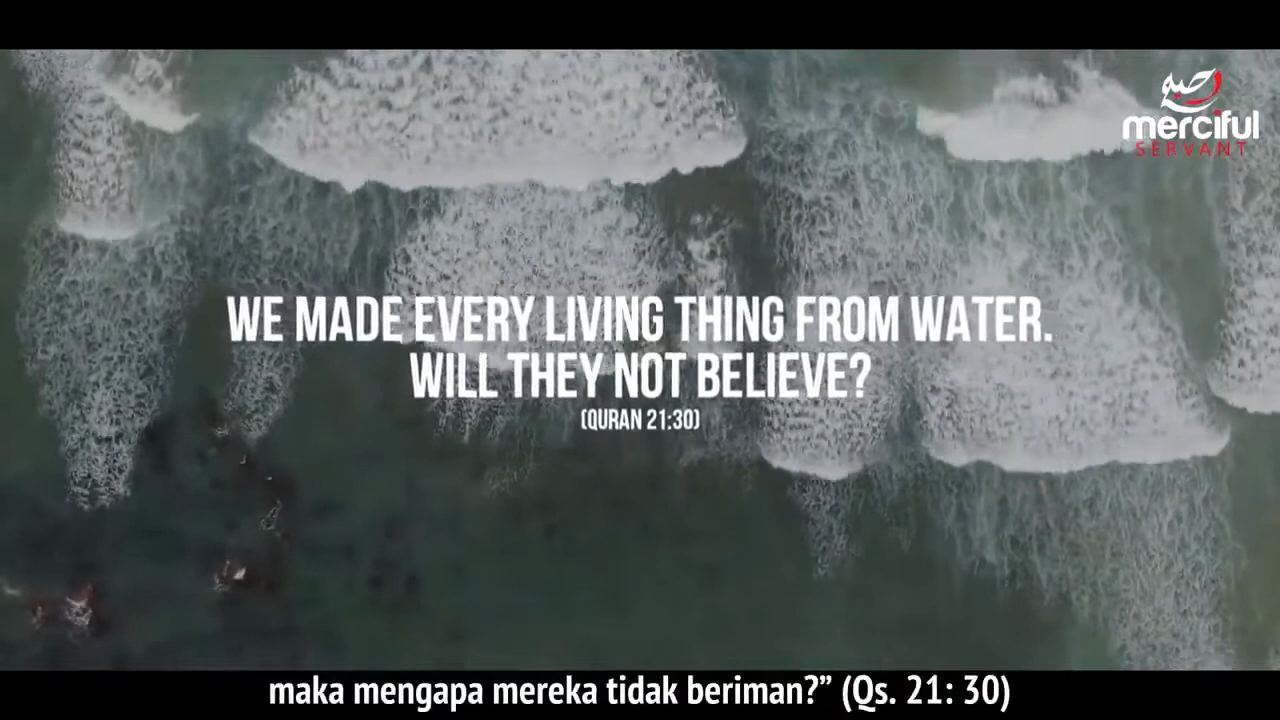 merciful
SERVANT
WE MADE EVERY LIVING THING FROM WATER.
WILL THEY NOT BELIEVE?
(QURAN 21:30)
maka mengapa mereka tidak beriman?” (Qs. 21: 30)